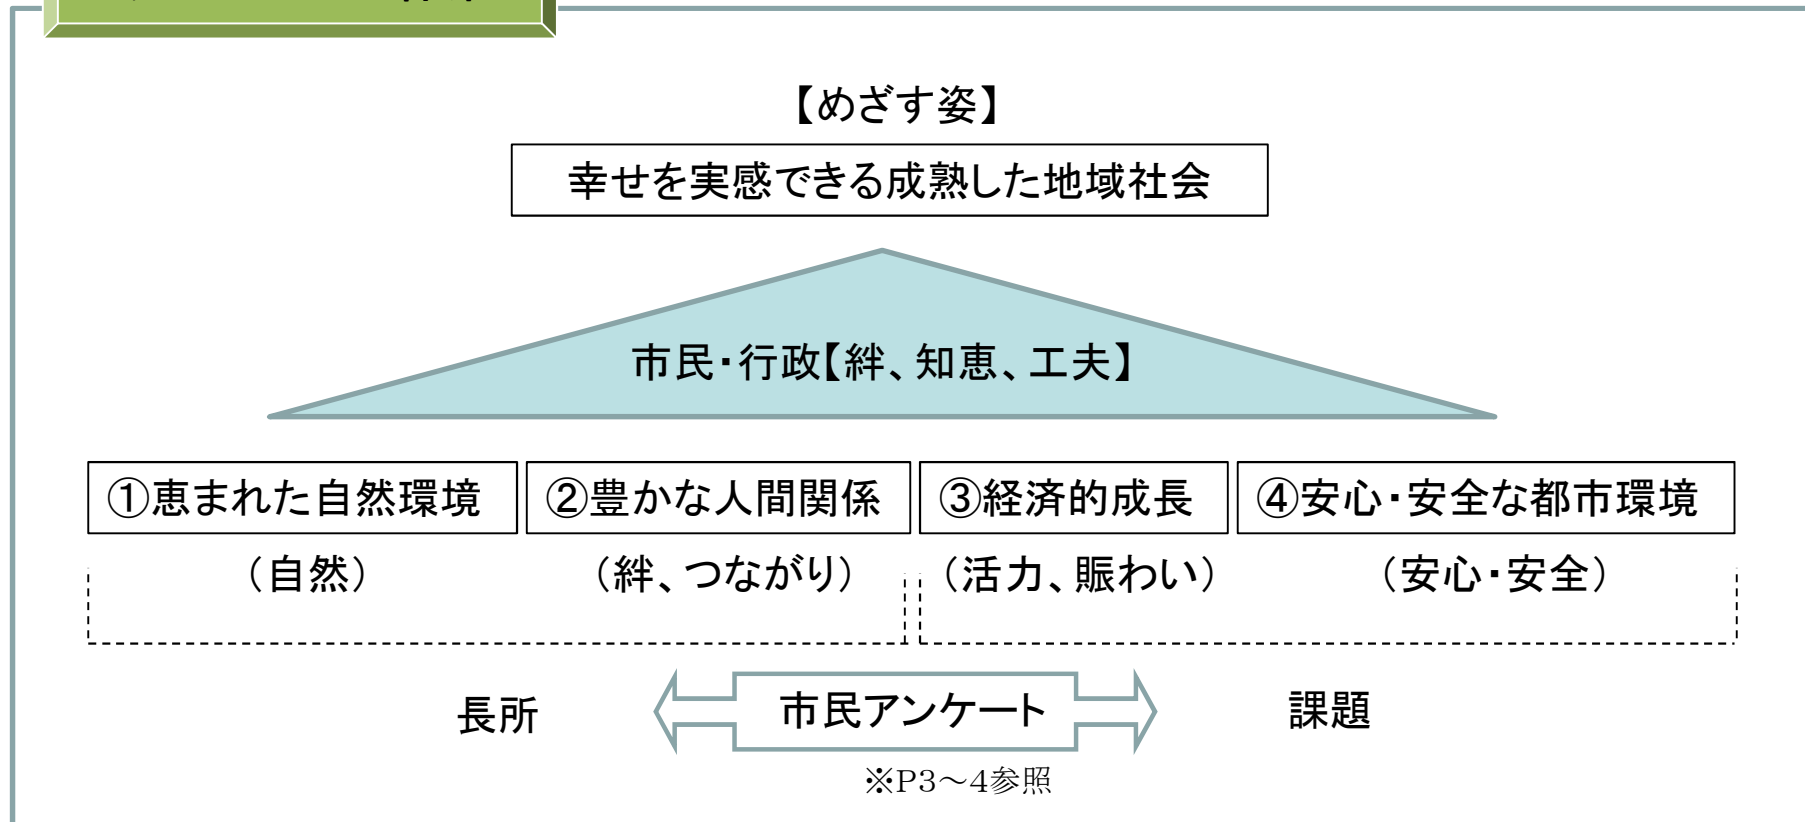 【めざす姿】
幸せを実感できる成熟した地域社会
市民・行政【絆、知恵、工夫】
①恵まれた自然環境 ②豊かな人間関係 ③経済的成長 ④安心・安全な都市環境
（自然） （絆、つながり） （活力、賑わい） （安心・安全）
長所 市民アンケート 課題
※P3～4参照